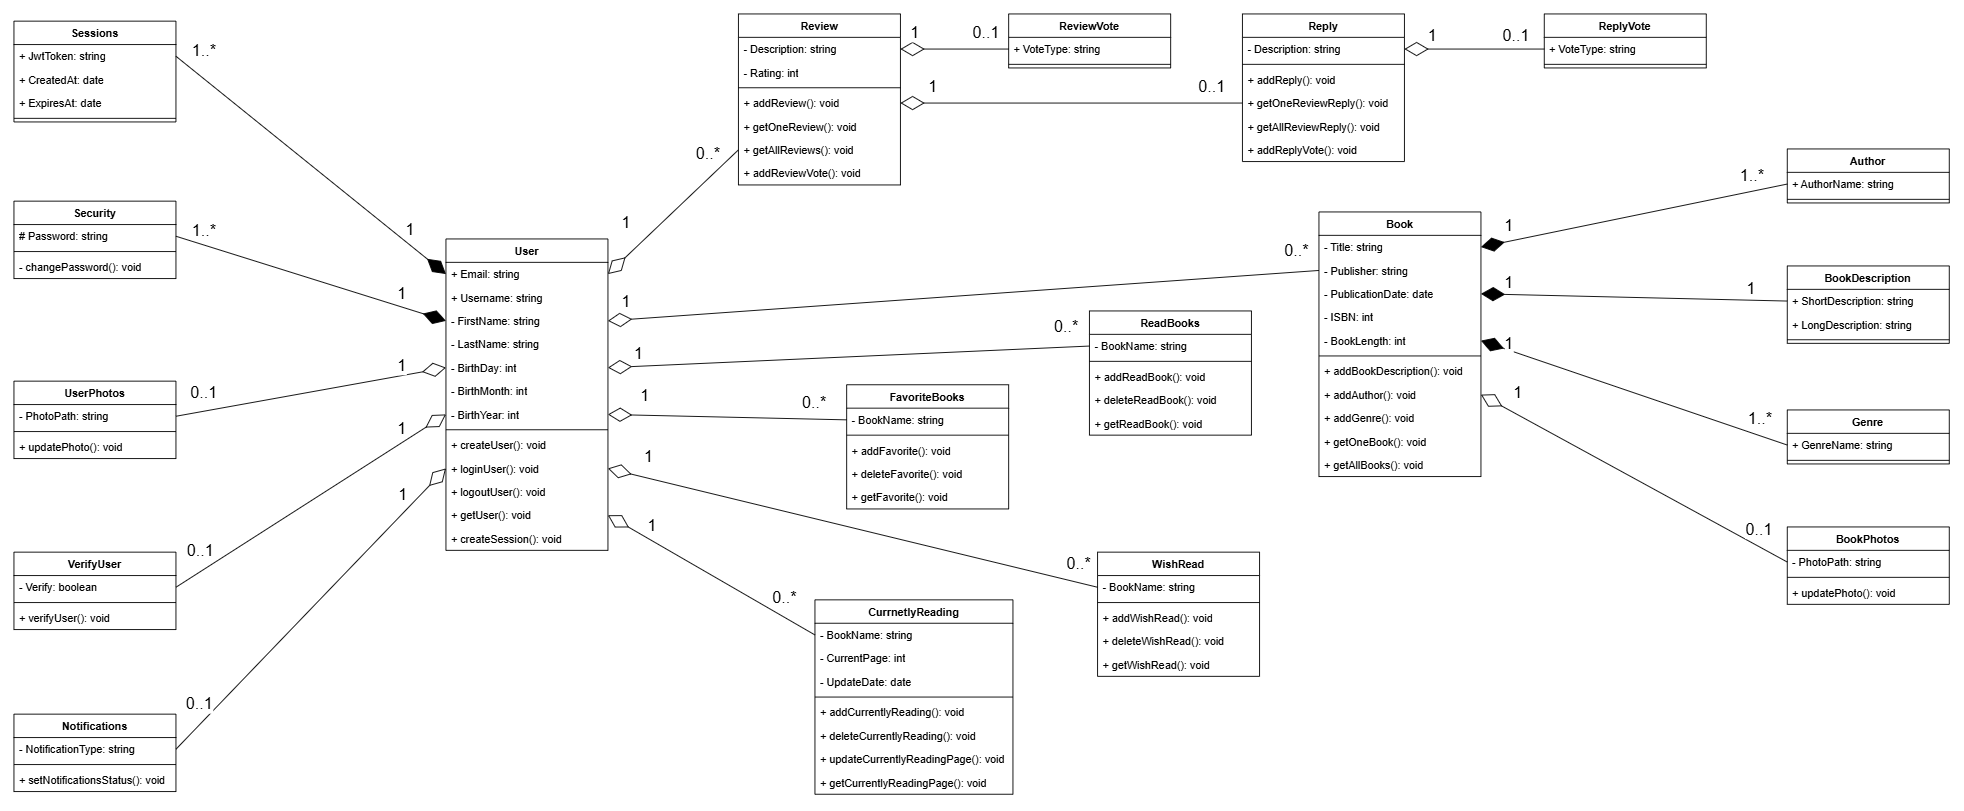 Sessions
+ JwtToken: string
+ CreatedAt: date
+ ExpiresAt: date
1..*
1
Security
# Password: string
- changePassword(): void
1..*
1
UserPhotos
- PhotoPath: string
+ updatePhoto(): void
0..1
1
VerifyUser
- Verify: boolean
+ verifyUser(): void
0..1
1
Notifications
- NotificationType: string
+ setNotificationsStatus(): void
0..1
1
User
+ Email: string
+ Username: string
- FirstName: string
- LastName: string
- BirthDay: int
- BirthMonth: int
- BirthYear: int
+ createUser(): void
+ loginUser(): void
+ logoutUser(): void
+ getUser(): void
+ createSession(): void
1
0..*
1
0..*
1
0..*
1
0..*
1
0..*
1
0..*
Review
- Description: string
- Rating: int
+ addReview(): void
+ getOneReview(): void
+ getAllReviews(): void
+ addReviewVote(): void
1
0..1
1
0..1
ReviewVote
+ VoteType: string
Reply
- Description: string
+ addReply(): void
+ getOneReviewReply(): void
+ getAllReviewReply(): void
+ addReplyVote(): void
1
0..1
ReplyVote
+ VoteType: string
ReadBooks
- BookName: string
+ addReadBook(): void
+ deleteReadBook(): void
+ getReadBook(): void
FavoriteBooks
- BookName: string
+ addFavorite(): void
+ deleteFavorite(): void
+ getFavorite(): void
WishRead
- BookName: string
+ addWishRead(): void
+ deleteWishRead(): void
+ getWishRead(): void
CurrnetlyReading
- BookName: string
- CurrentPage: int
- UpdateDate: date
+ addCurrentlyReading(): void
+ deleteCurrentlyReading(): void
+ updateCurrentlyReadingPage(): void
+ getCurrentlyReadingPage(): void
Book
- Title: string
- Publisher: string
- PublicationDate: date
- ISBN: int
- BookLength: int
+ addBookDescription(): void
+ addAuthor(): void
+ addGenre(): void
+ getOneBook(): void
+ getAllBooks(): void
1
1..*
1
1
1
1..*
1
0..1
Author
+ AuthorName: string
BookDescription
+ ShortDescription: string
+ LongDescription: string
Genre
+ GenreName: string
BookPhotos
- PhotoPath: string
+ updatePhoto(): void